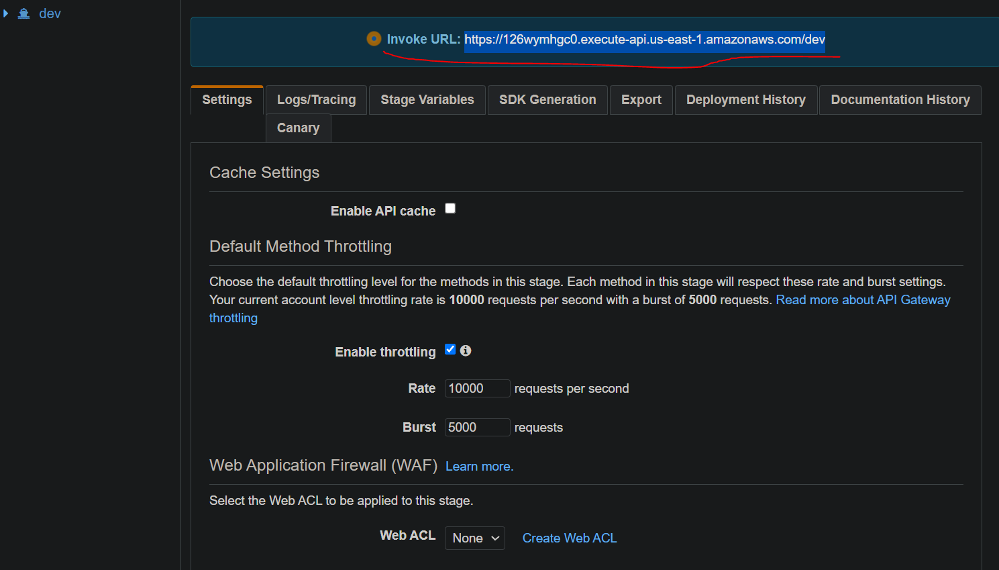 dev
Invoke URL: https://126wymhgc0.execute-api.us-east-1.amazonaws.com/dev
Settings Logs/Tracing Stage Variables SDK Generation Export Deployment History Documentation History
Canary
Cache Settings
Enable API cache
Default Method Throttling
Choose the default throttling level for the methods in this stage. Each method in this stage will respect these rate and burst settings.
Your current account level throttling rate is 10000 requests per second with a burst of 5000 requests. Read more about API Gateway
throttling
Enable throttling
Rate 10000 requests per second
Burst 5000 requests
Web Application Firewall (WAF) Learn more.
Select the Web ACL to be applied to this stage.
Web ACL None Create Web ACL